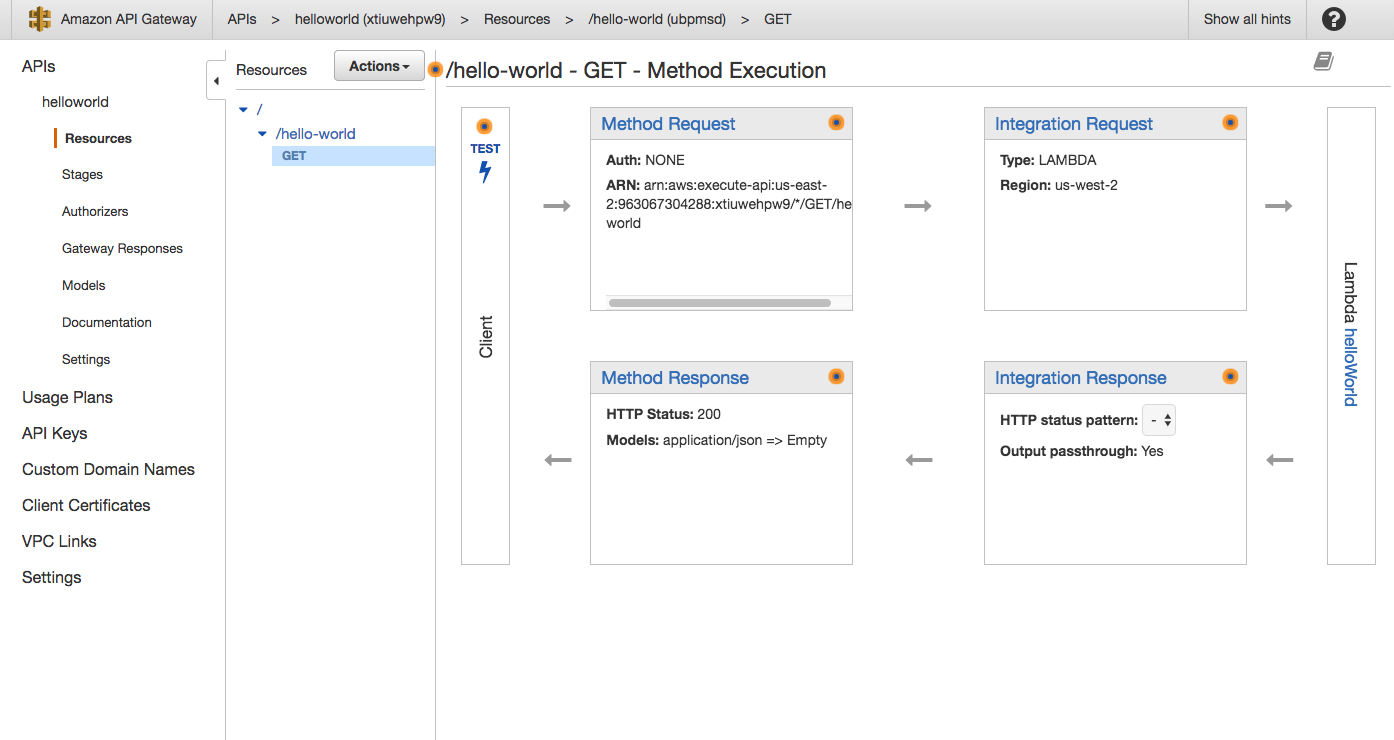 Amazon API Gateway
APIs > helloworld (xtiuwehpw9) > Resources > /hello-world (ubpmsd) > GET
Show all hints
?
APIs
helloworld
Resources
Stages
Authorizers
Gateway Responses
Models
Documentation
Settings
Usage Plans
API Keys
Custom Domain Names
Client Certificates
VPC Links
Settings
Resources
Actions
/
/hello-world
GET
/hello-world - GET - Method Execution
TEST
Client
Method Request
Auth: NONE
ARN: arn:aws:execute-api:us-east-
2:963067304288:xtiuwehpw9/*/GET/he
world
Integration Request
Type: LAMBDA
Region: us-west-2
Lambda helloWorld
Method Response
HTTP Status: 200
Models: application/json => Empty
Integration Response
HTTP status pattern: -
Output passthrough: Yes